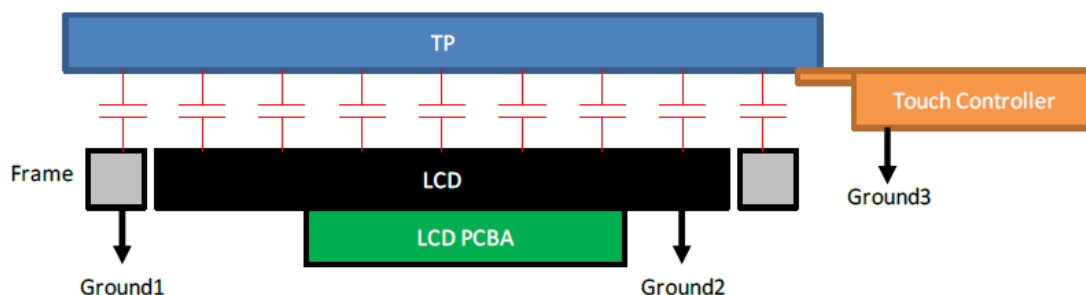 TP
Touch Controller
Frame
LCD
Ground3
LCD PCBA
Ground1
Ground2